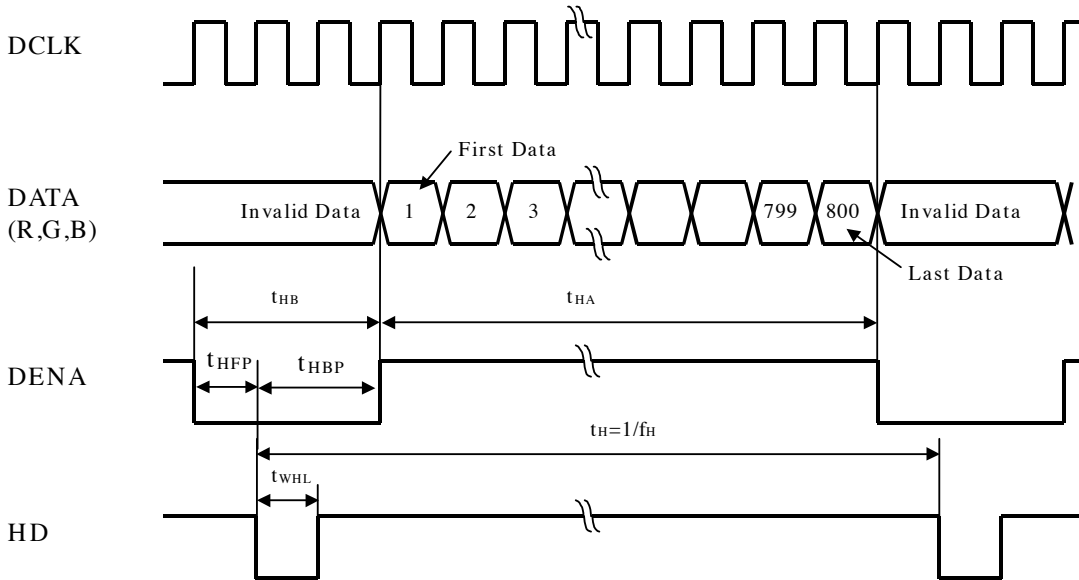 DCLK
First Data
DATA
(R,G,B)
Invalid Data 1 2 3 799 800 Invalid Data
Last Data
tHB tHA
DENA
tHFP tHBP
tH=1/fH
tWHL
HD